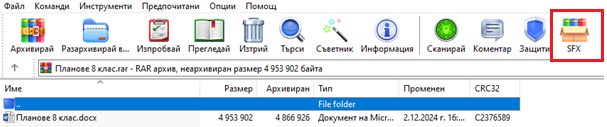 Файл Команди Инструменти Предпочитани Опции Помощ
Архивирай Разархивирай в... Изпробвай Прегледай Изтрий Търси Съветник Информация Сканирай Коментар Защити SFX
Планове 8 клас.rar - RAR архив, неархивиран размер 4 953 902 байта
Име Размер Архивиран Тип Променен CRC32
.. File folder
Планове 8 клас.docx 4 953 902 4 866 926 Документ на Micr... 2.12.2024 г. 16:... C2376589